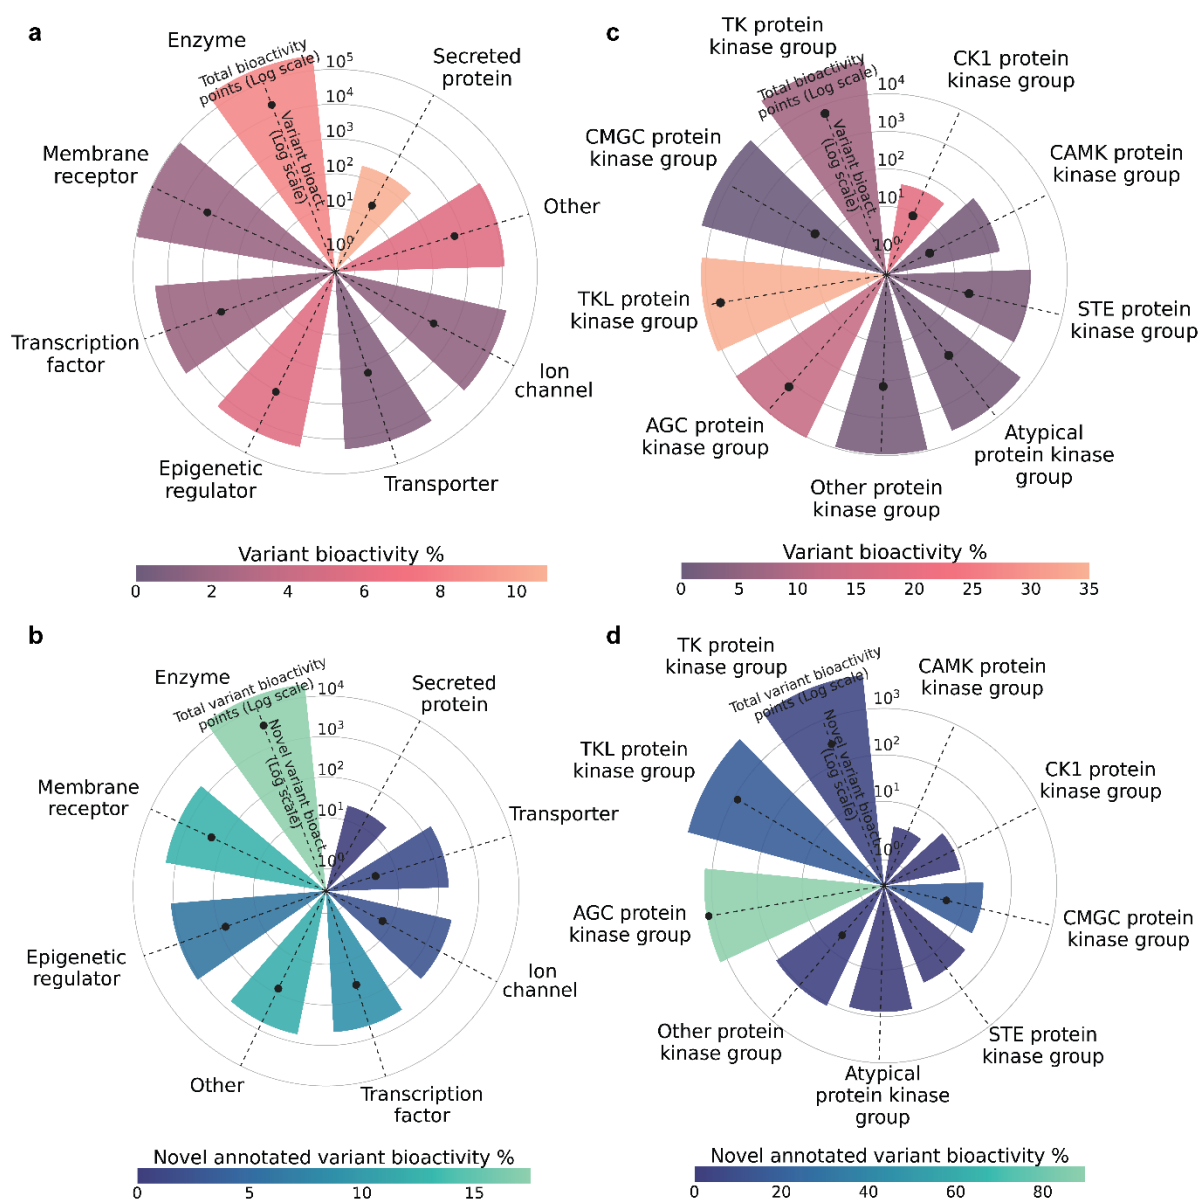 a
Enzyme
Total bioactivity
points (Log scale)
Variant bioact.
(Log scale)
10⁵
10⁴
10³
10²
10¹
10⁰
Secreted
protein
Other
Ion
channel
Transporter
Epigenetic
regulator
Transcription
factor
Membrane
receptor
Variant bioactivity %
0 2 4 6 8 10
c
TK protein
kinase group
Total bioactivity
points (Log scale)
Variant bioact.
(Log scale)
10⁴
10³
10²
10¹
10⁰
CK1 protein
kinase group
CAMK protein
kinase group
STE protein
kinase group
Atypical
protein kinase
group
Other protein
kinase group
AGC protein
kinase group
TKL protein
kinase group
CMGC protein
kinase group
Variant bioactivity %
0 5 10 15 20 25 30 35
b
Enzyme
Total variant bioactivity
points (Log scale)
Novel variant bioact.
(Log scale)
10⁴
10³
10²
10¹
10⁰
Secreted
protein
Transporter
Ion
channel
Transcription
factor
Other
Epigenetic
regulator
Membrane
receptor
Novel annotated variant bioactivity %
0 5 10 15
d
TK protein
kinase group
Total variant bioactivity
points (Log scale)
Novel variant bioact.
(Log scale)
10³
10²
10¹
10⁰
CAMK protein
kinase group
CK1 protein
kinase group
CMGC protein
kinase group
STE protein
kinase group
Atypical
protein kinase
group
Other protein
kinase group
AGC protein
kinase group
TKL protein
kinase group
Novel annotated variant bioactivity %
0 20 40 60 80